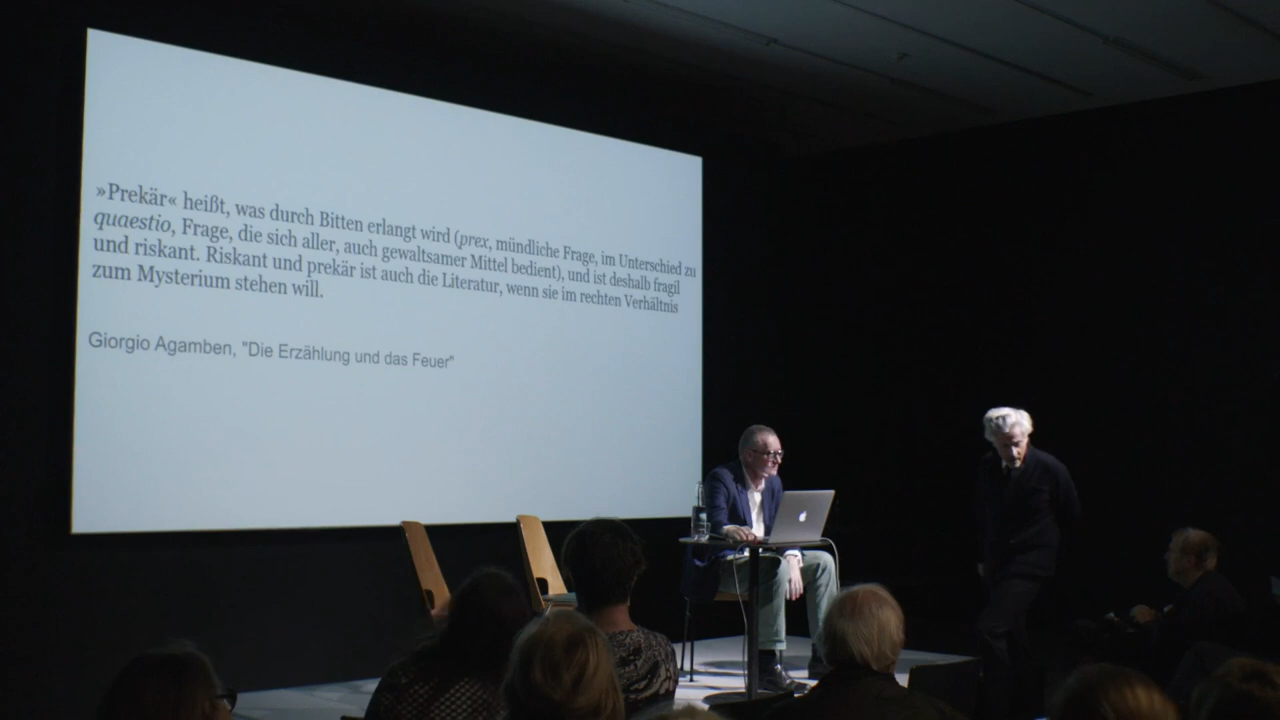 »Prekär« heißt, was durch Bitten erlangt wird (prex, mündliche Frage, im Unterschied zu
quaestio, Frage, die sich aller, auch gewaltsamer Mittel bedient), und ist deshalb fragil
und riskant. Riskant und prekär ist auch die Literatur, wenn sie im rechten Verhältnis
zum Mysterium stehen will.
Giorgio Agamben, "Die Erzählung und das Feuer"